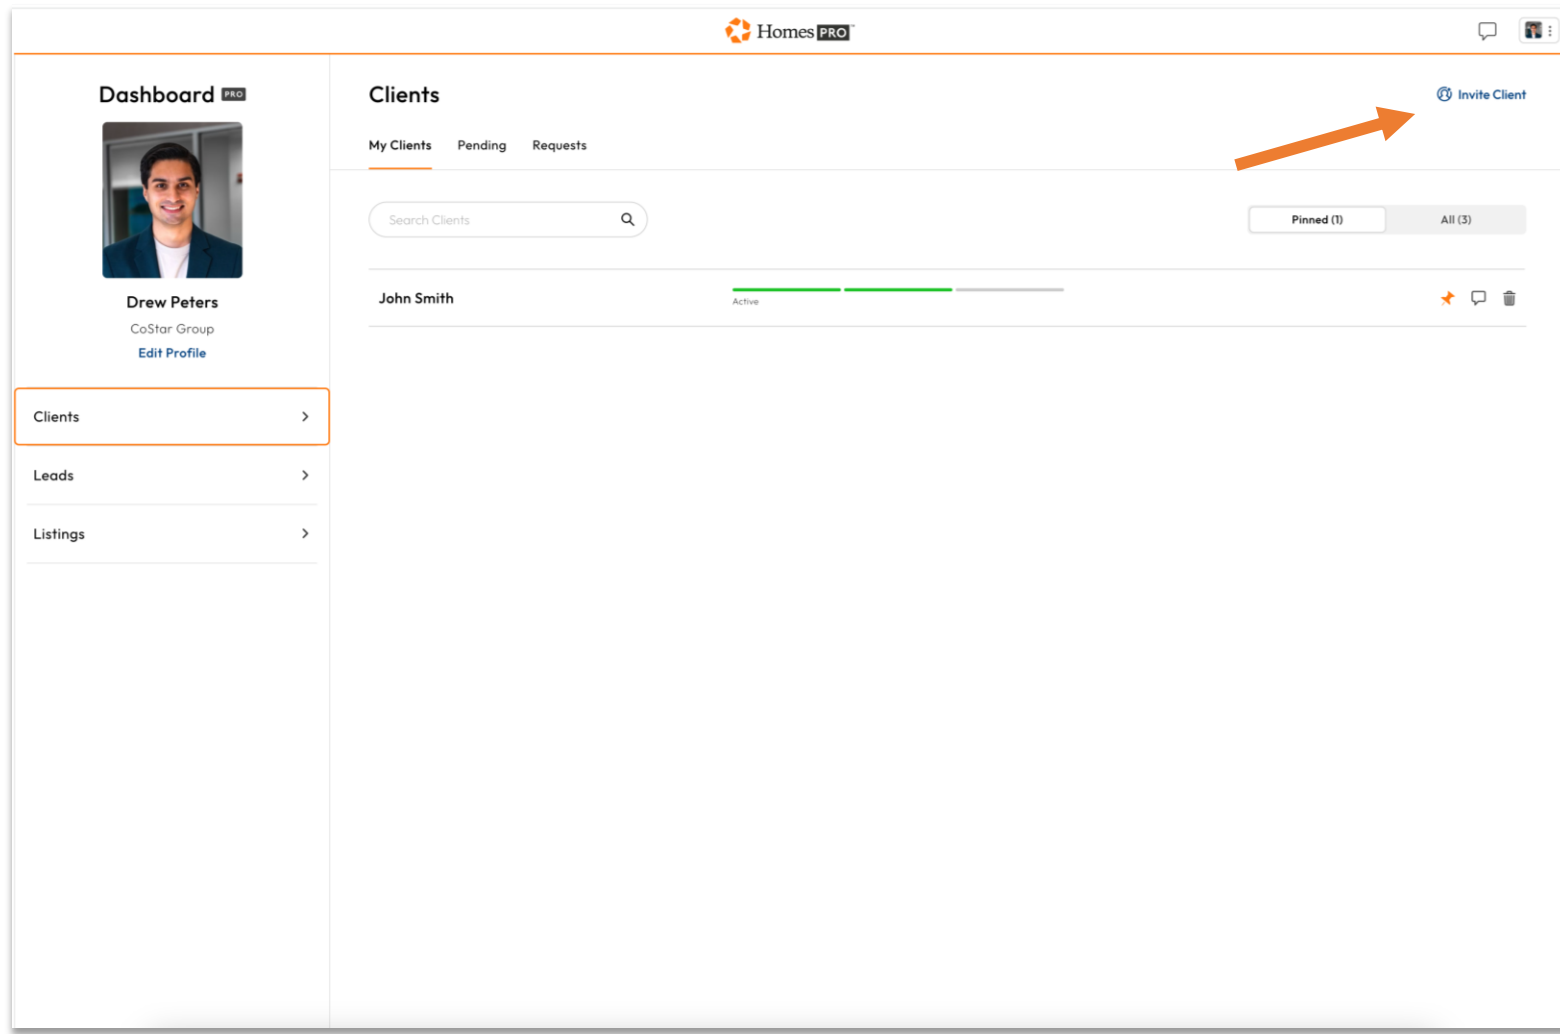 Homes PRO™
Dashboard PRO
Drew Peters
CoStar Group
Edit Profile
Clients
Leads
Listings
Clients
Invite Client
My Clients Pending Requests
Search Clients
Pinned (1) All (3)
John Smith
Active